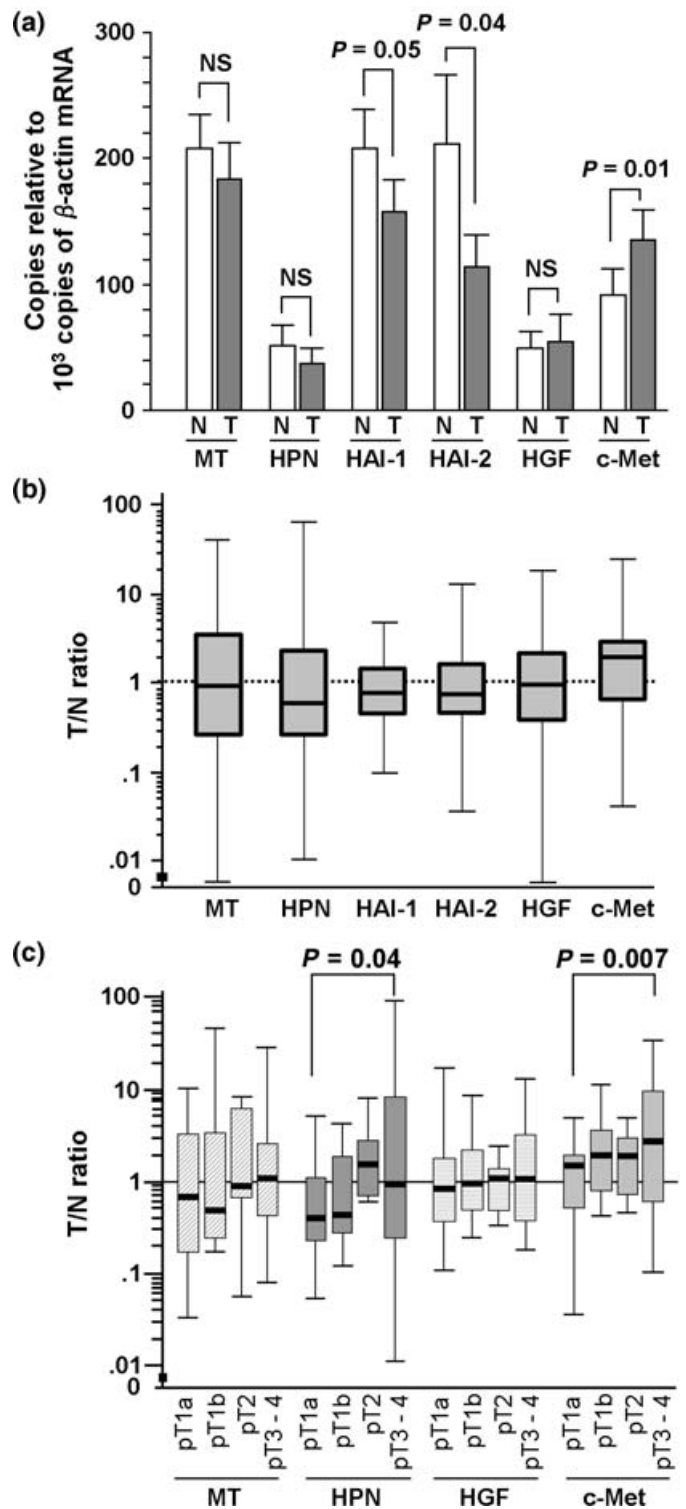 (a)
Copies relative to
10³ copies of β-actin mRNA
300
200
100
0
NS
NS
P = 0.05
P = 0.04
NS
P = 0.01
N T N T N T N T N T N T
MT HPN HAI-1 HAI-2 HGF c-Met
(b)
T/N ratio
100
10
1
.1
.01
0
MT HPN HAI-1 HAI-2 HGF c-Met
(c)
P = 0.04
P = 0.007
T/N ratio
100
10
1
.1
.01
0
pT1a pT1b pT2 pT3 - 4 pT1a pT1b pT2 pT3 - 4 pT1a pT1b pT2 pT3 - 4 pT1a pT1b pT2 pT3 - 4
MT HPN HGF c-Met